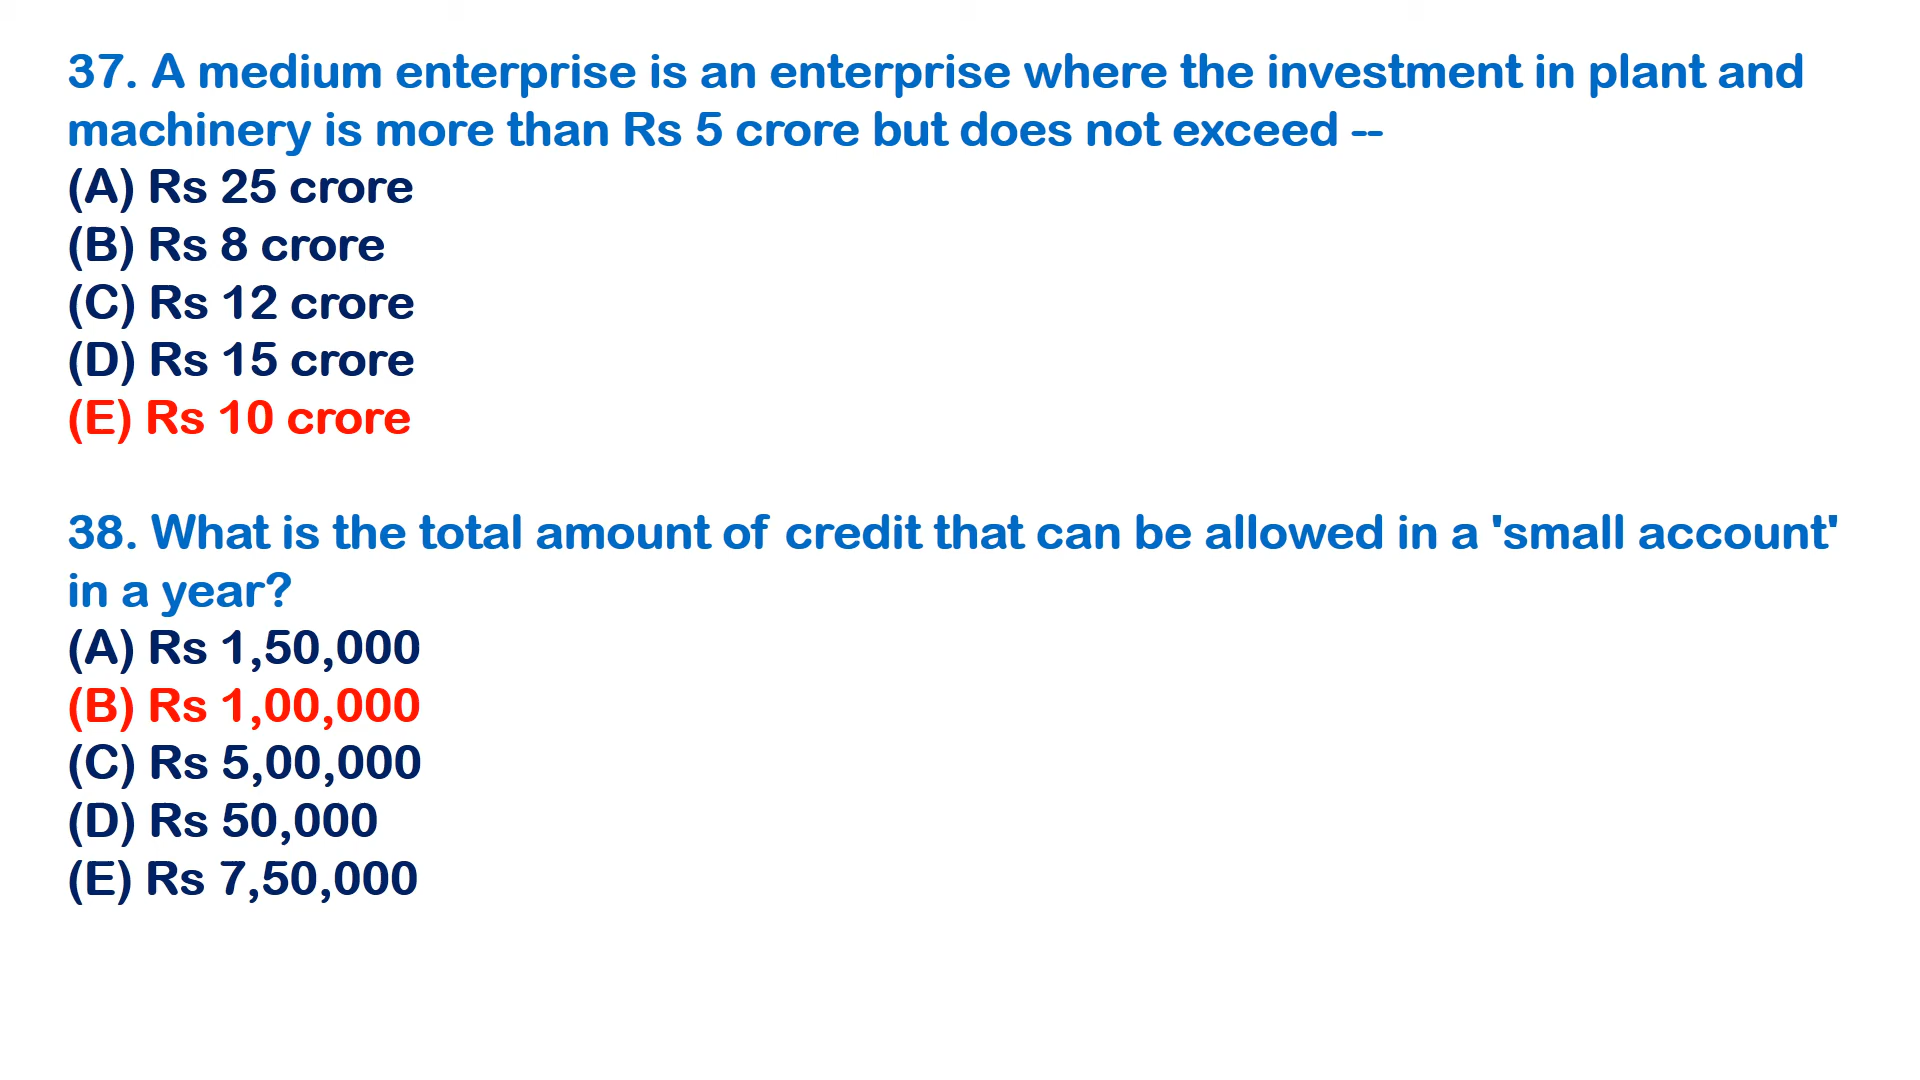 37. A medium enterprise is an enterprise where the investment in plant and
machinery is more than Rs 5 crore but does not exceed --
(A) Rs 25 crore
(B) Rs 8 crore
(C) Rs 12 crore
(D) Rs 15 crore
(E) Rs 10 crore
38. What is the total amount of credit that can be allowed in a 'small account'
in a year?
(A) Rs 1,50,000
(B) Rs 1,00,000
(C) Rs 5,00,000
(D) Rs 50,000
(E) Rs 7,50,000